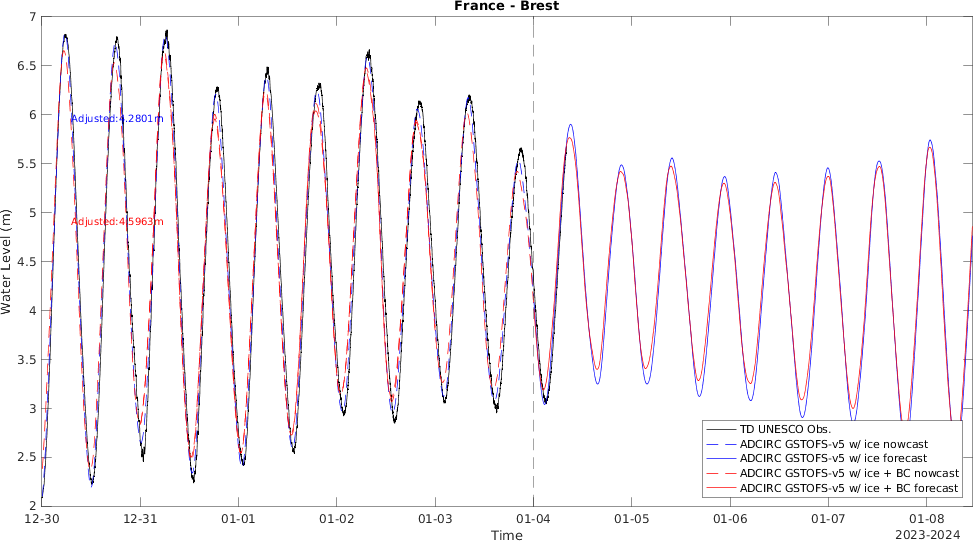 France - Brest
7
6.5
6
5.5
5
4.5
4
3.5
3
2.5
2
Water Level (m)
Adjusted:4.2801m
Adjusted:4.5963m
TD UNESCO Obs.
ADCIRC GSTOFS-v5 w/ ice nowcast
ADCIRC GSTOFS-v5 w/ ice forecast
ADCIRC GSTOFS-v5 w/ ice + BC nowcast
ADCIRC GSTOFS-v5 w/ ice + BC forecast
12-30 12-31 01-01 01-02 01-03 01-04 01-05 01-06 01-07 01-08
Time
2023-2024